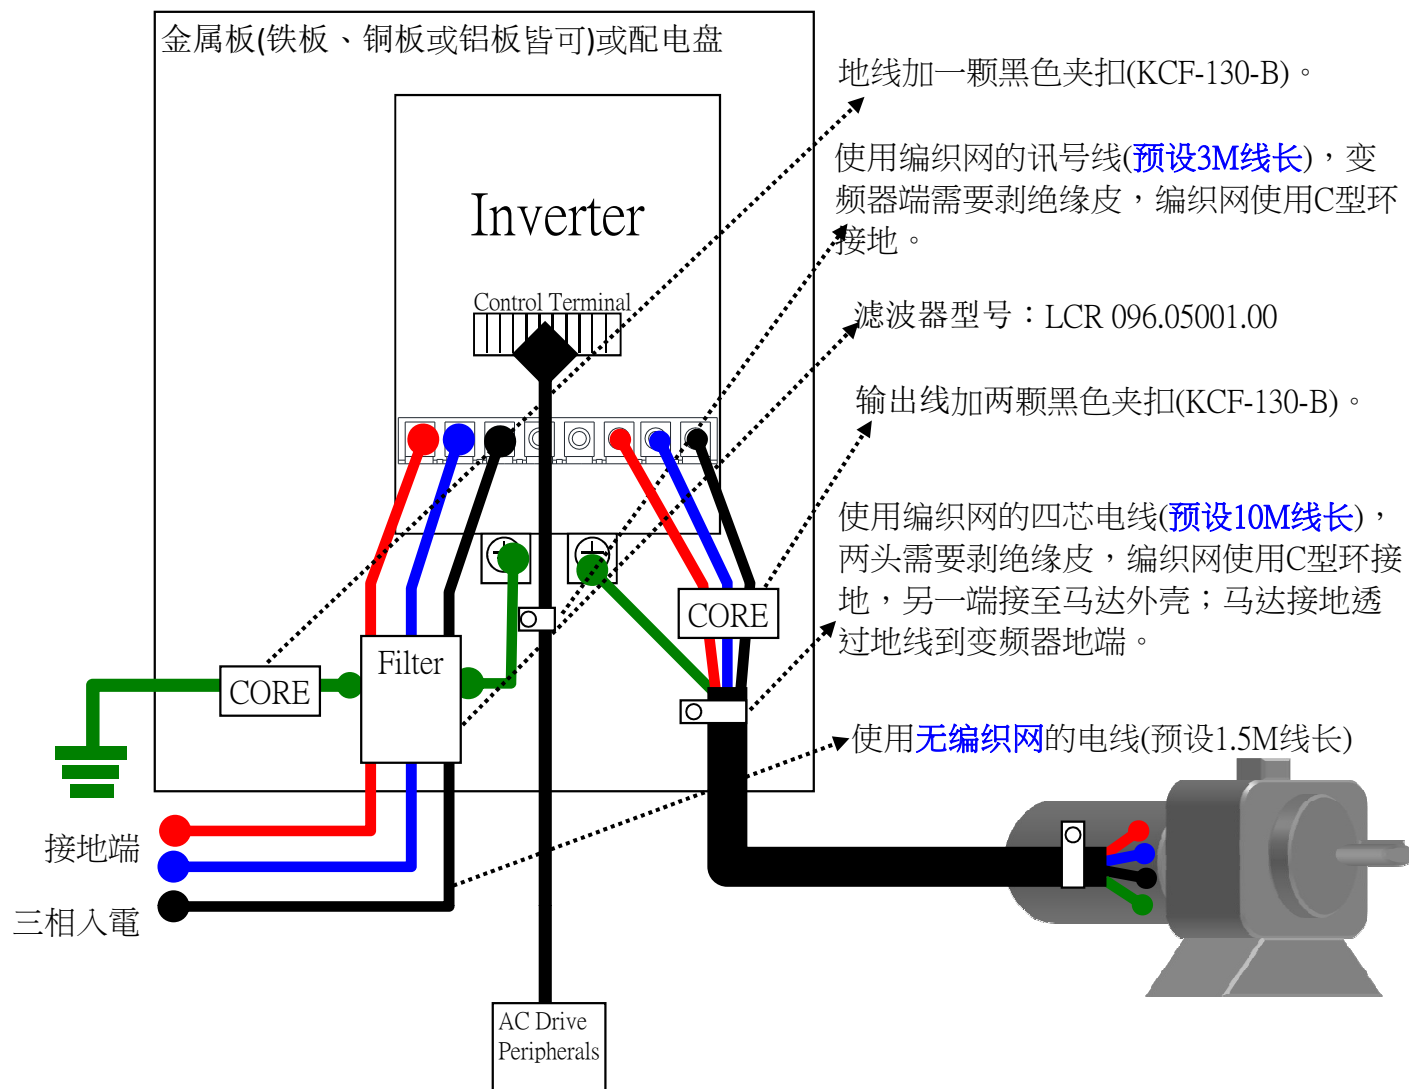 金属板(铁板、铜板或铝板皆可)或配电盘
地线加一颗黑色夹扣(KCF-130-B)。
使用编织网的讯号线(预设3M线长)，变
频器端需要剥绝缘皮，编织网使用C型环
接地。
Inverter
Control Terminal
滤波器型号：LCR 096.05001.00
输出线加两颗黑色夹扣(KCF-130-B)。
使用编织网的四芯电线(预设10M线长)，
两头需要剥绝缘皮，编织网使用C型环接
地，另一端接至马达外壳；马达接地透
过地线到变频器地端。
CORE
Filter
CORE
使用无编织网的电线(预设1.5M线长)
接地端
三相入電
AC Drive
Peripherals